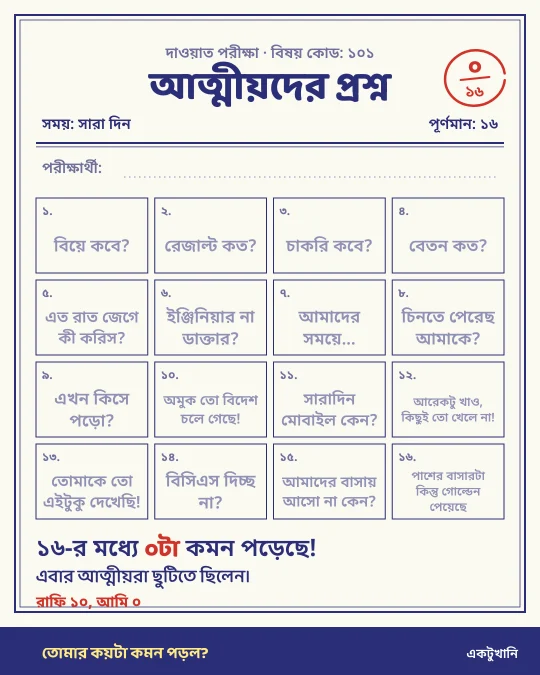 দাওয়াত পরীক্ষা · বিষয় কোড: ১০১
আত্মীয়দের প্রশ্ন
০
১৬
সময়: সারা দিন
পূর্ণমান: ১৬
পরীক্ষার্থী:
১.
বিয়ে কবে?
২.
রেজাল্ট কত?
৩.
চাকরি কবে?
৪.
বেতন কত?
৫.
এত রাত জেগে
কী করিস?
৬.
ইঞ্জিনিয়ার না
ডাক্তার?
৭.
আমাদের
সময়ে...
৮.
চিনতে পেরেছ
আমাকে?
৯.
এখন কিসে
পড়ো?
১০.
অমুক তো বিদেশ
চলে গেছে!
১১.
সারাদিন
মোবাইল কেন?
১২.
আরেকটু খাও,
কিছুই তো খেলে না!
১৩.
তোমাকে তো
এইটুকু দেখেছি!
১৪.
বিসিএস দিচ্ছ
না?
১৫.
আমাদের বাসায়
আসো না কেন?
১৬.
পাশের বাসারটা
কিন্তু গোল্ডেন
পেয়েছে
১৬-র মধ্যে ০টা কমন পড়েছে!
এবার আত্মীয়রা ছুটিতে ছিলেন।
রাফি ১০, আমি ০
তোমার কয়টা কমন পড়ল?
একটুখানি